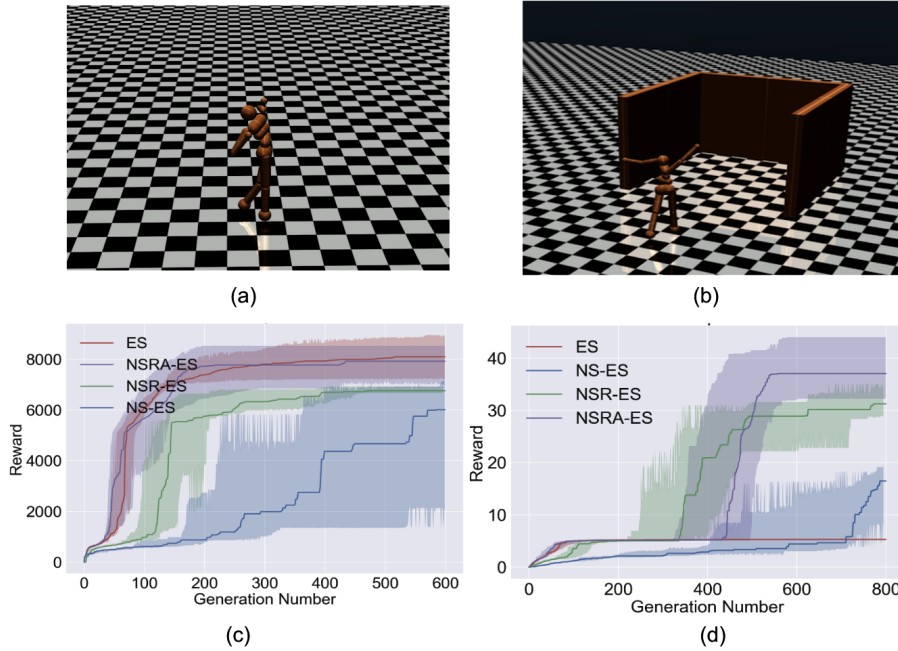 (a)
(b)
ES
NSRA-ES
NSR-ES
NS-ES
8000
6000
4000
2000
0
Reward
0 100 200 300 400 500 600
Generation Number
(c)
ES
NS-ES
NSR-ES
NSRA-ES
40
30
20
10
0
Reward
0 200 400 600 800
Generation Number
(d)